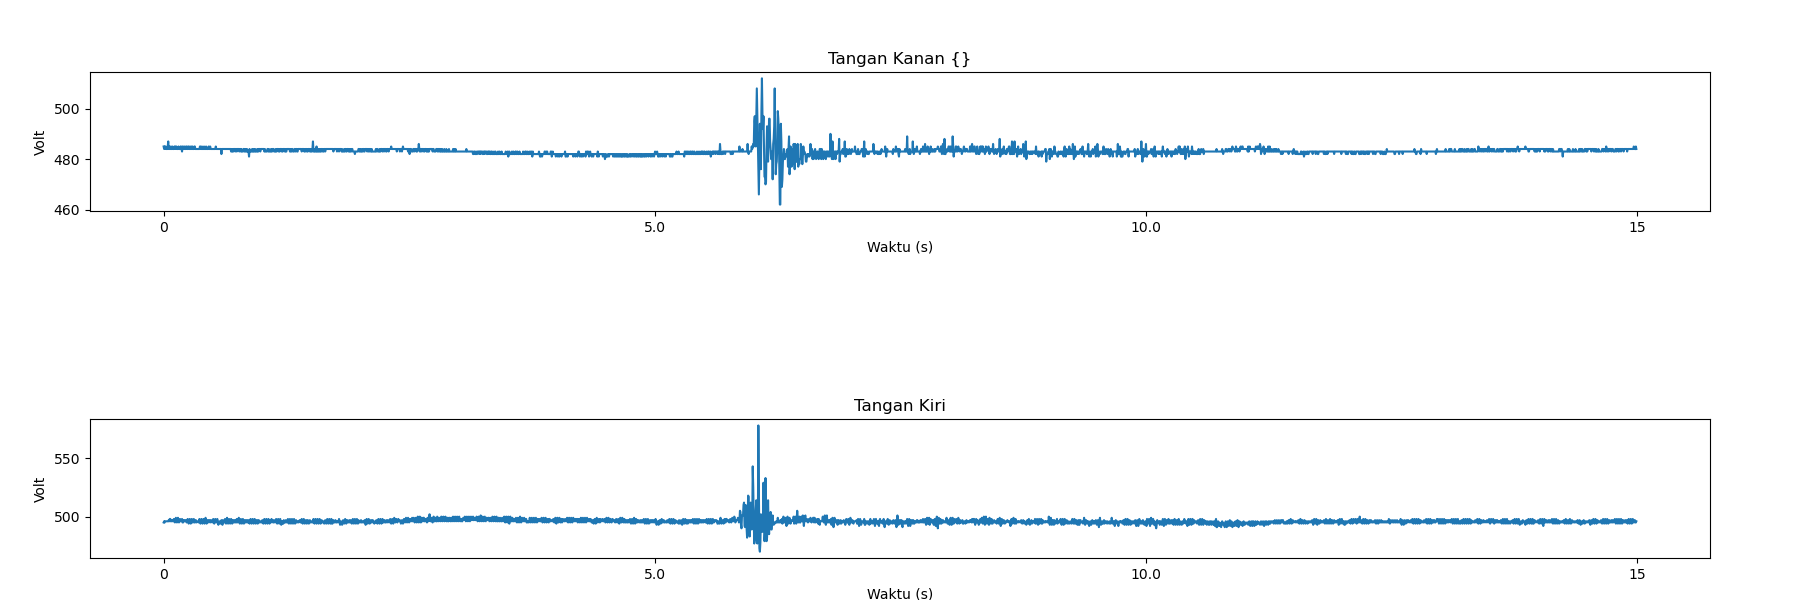 Tangan Kanan {}
Volt
500
480
460
0 5.0 10.0 15
Waktu (s)
Tangan Kiri
Volt
550
500
0 5.0 10.0 15
Waktu (s)